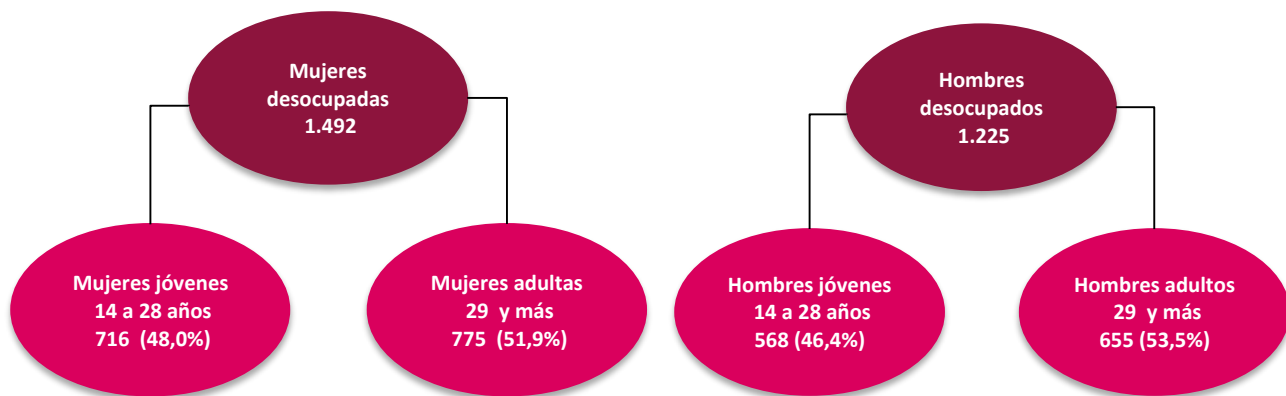 Mujeres
desocupadas
1.492
Hombres
desocupados
1.225
Mujeres jóvenes
14 a 28 años
716 (48,0%)
Mujeres adultas
29 y más
775 (51,9%)
Hombres jóvenes
14 a 28 años
568 (46,4%)
Hombres adultos
29 y más
655 (53,5%)